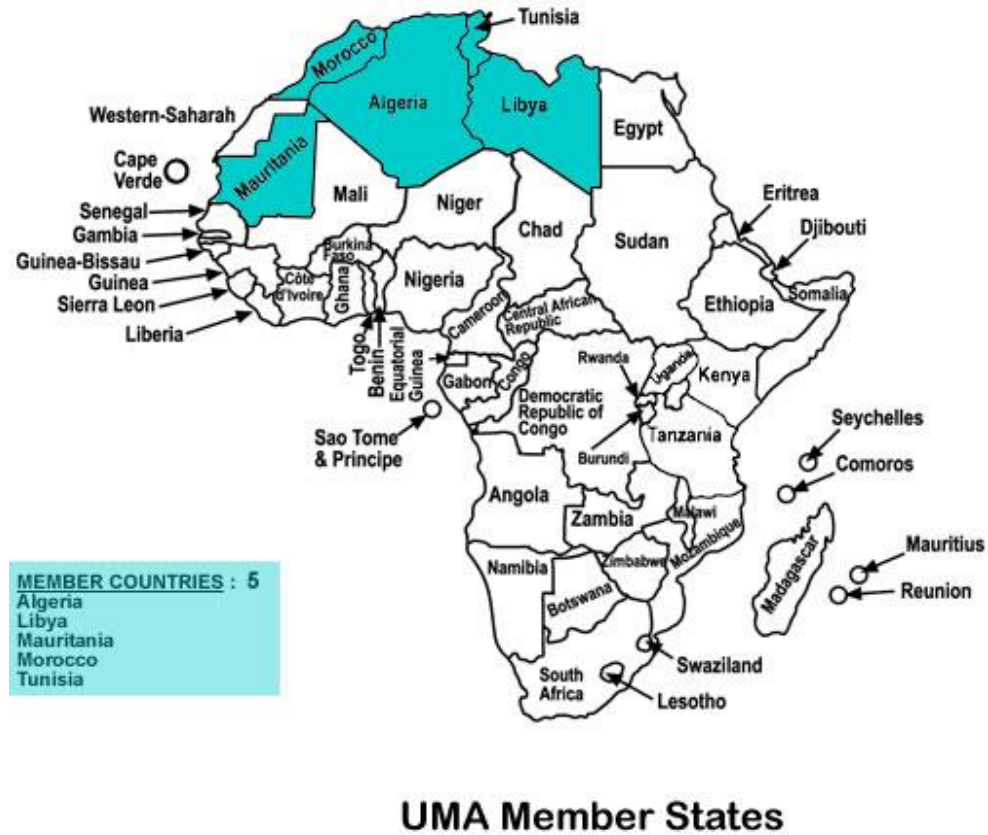 Tunisia
Morocco
Algeria
Libya
Egypt
Western-Saharah
Mauritania
Cape
Verde
Mali
Niger
Chad
Sudan
Eritrea
Djibouti
Senegal
Gambia
Guinea-Bissau
Guinea
Sierra Leon
Liberia
Burkina
Faso
Côte
d'Ivoire
Ghana
Togo
Benin
Nigeria
Cameroon
Central African
Republic
Ethiopia
Somalia
Equatorial
Guinea
Gabon
Congo
Democratic
Republic of
Congo
Rwanda
Uganda
Kenya
Burundi
Tanzania
Sao Tome
& Principe
Seychelles
Comoros
Angola
Zambia
Malawi
Mozambique
Zimbabwe
Madagascar
Mauritius
Reunion
Namibia
Botswana
Swaziland
South
Africa
Lesotho
MEMBER COUNTRIES : 5
Algeria
Libya
Mauritania
Morocco
Tunisia
UMA Member States